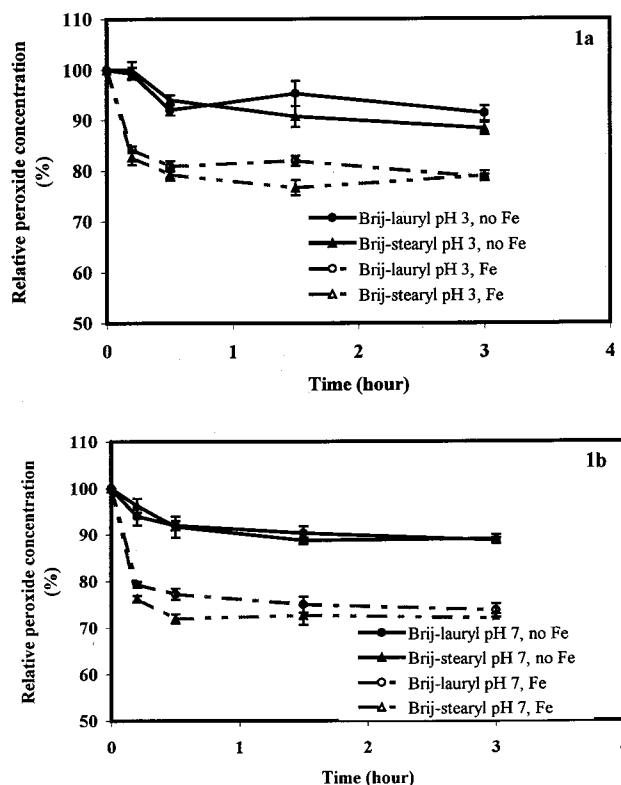 1a
Relative peroxide concentration
(%)
110
100
90
80
70
60
50
0 1 2 3 4
Time (hour)
Brij-lauryl pH 3, no Fe
Brij-stearyl pH 3, no Fe
Brij-lauryl pH 3, Fe
Brij-stearyl pH 3, Fe
1b
Relative peroxide concentration
(%)
110
100
90
80
70
60
50
0 1 2 3 4
Time (hour)
Brij-lauryl pH 7, no Fe
Brij-stearyl pH 7, no Fe
Brij-lauryl pH 7, Fe
Brij-stearyl pH 7, Fe